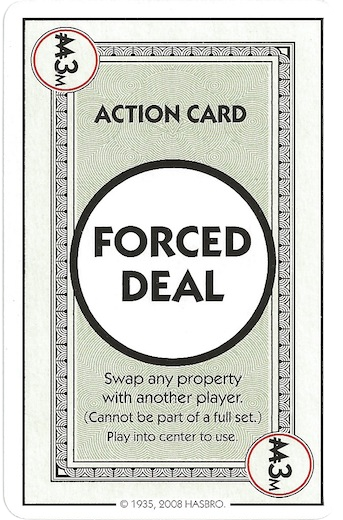 ₩3M
ACTION CARD
FORCED
DEAL
Swap any property
with another player.
(Cannot be part of a full set.)
Play into center to use.
₩3M
© 1935, 2008 HASBRO.